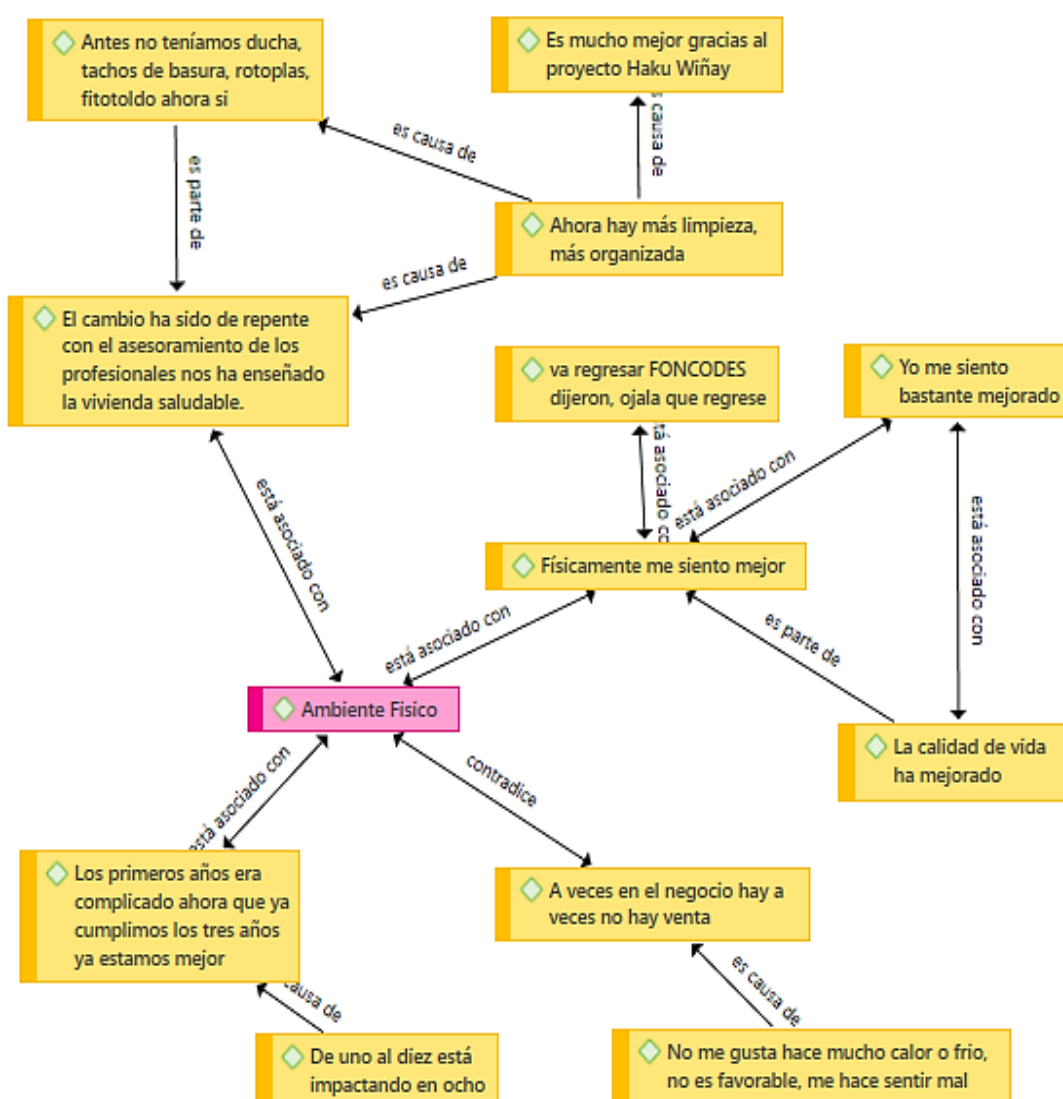 Antes no teníamos ducha,
tachos de basura, rotoplas,
fitotoldo ahora si
Es mucho mejor gracias al
proyecto Haku Wiñay
es causa de
s causa de
es parte de
Ahora hay más limpieza,
más organizada
es causa de
El cambio ha sido de repente
con el asesoramiento de los
profesionales nos ha enseñado
la vivienda saludable.
va regresar FONCODES
dijeron, ojala que regrese
Yo me siento
bastante mejorado
tá asociado co
está asociado con
está asociado con
está asociado con
Físicamente me siento mejor
está asociado con
es parte de
Ambiente Fisico
La calidad de vida
ha mejorado
está asociado con
contradice
Los primeros años era
complicado ahora que ya
cumplimos los tres años
ya estamos mejor
A veces en el negocio hay a
veces no hay venta
causa de
es causa de
De uno al diez está
impactando en ocho
No me gusta hace mucho calor o frio,
no es favorable, me hace sentir mal